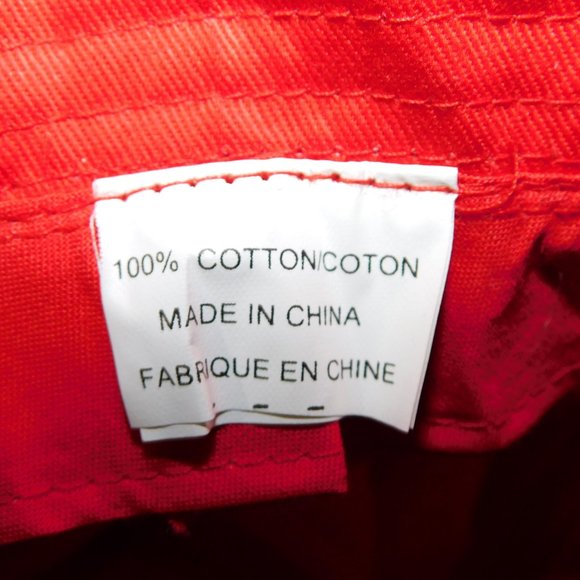 100% COTTON/COTON
MADE IN CHINA
FABRIQUE EN CHINE